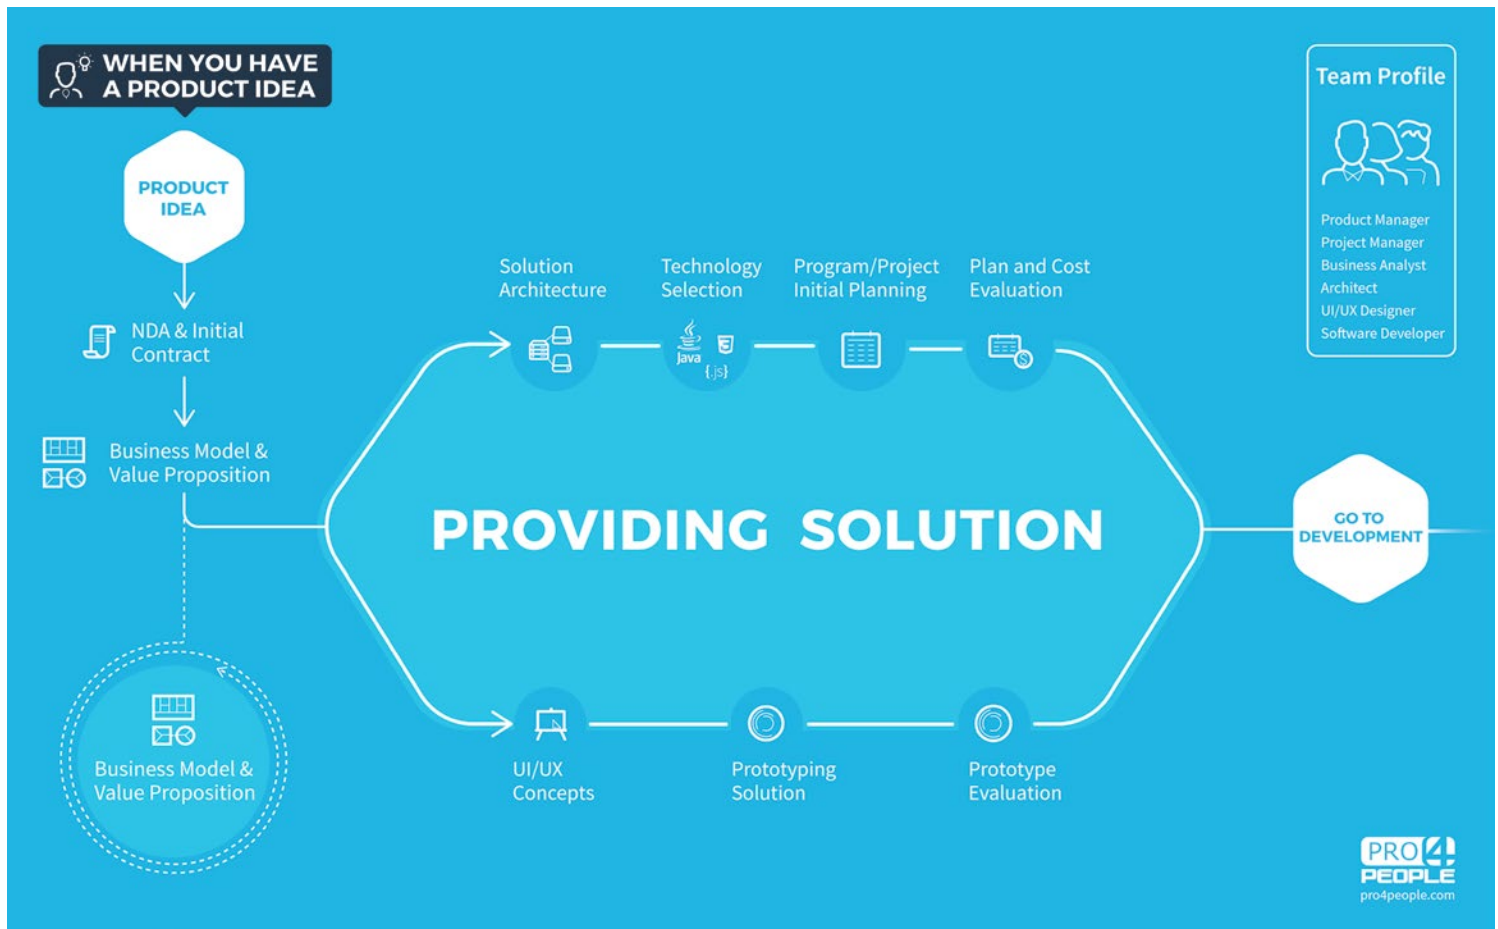 WHEN YOU HAVE
A PRODUCT IDEA
PRODUCT
IDEA
NDA & Initial
Contract
Business Model &
Value Proposition
Business Model &
Value Proposition
Solution
Architecture
Technology
Selection
Program/Project
Initial Planning
Plan and Cost
Evaluation
Java
3
{.js}
$
PROVIDING SOLUTION
UI/UX
Concepts
Prototyping
Solution
Prototype
Evaluation
Team Profile
Product Manager
Project Manager
Business Analyst
Architect
UI/UX Designer
Software Developer
GO TO
DEVELOPMENT
PRO4
PEOPLE
pro4people.com